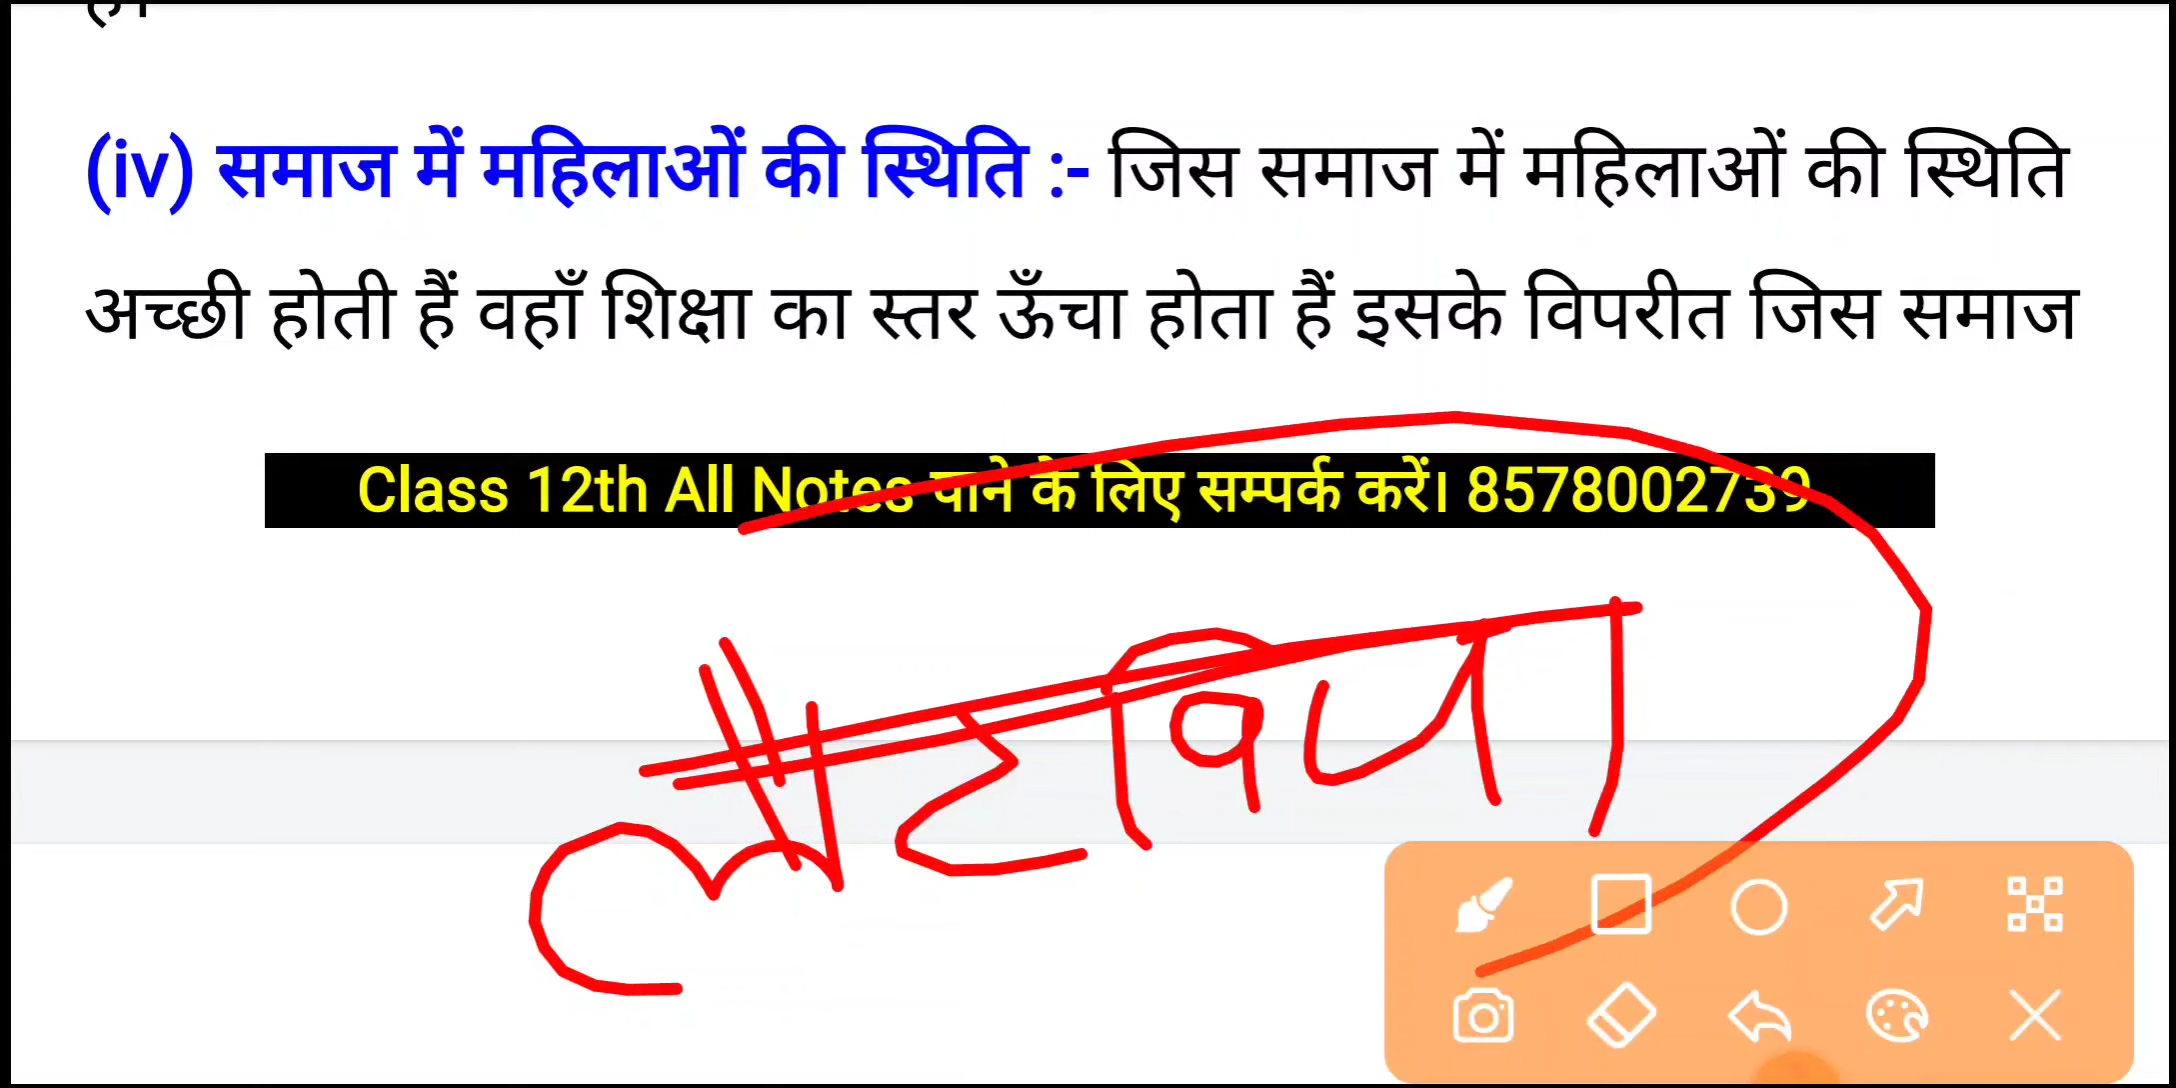 (iv) समाज में महिलाओं की स्थिति :- जिस समाज में महिलाओं की स्थिति
अच्छी होती हैं वहाँ शिक्षा का स्तर ऊँचा होता हैं इसके विपरीत जिस समाज
Class 12th All Notes पाने के लिए सम्पर्क करें। 8578002739